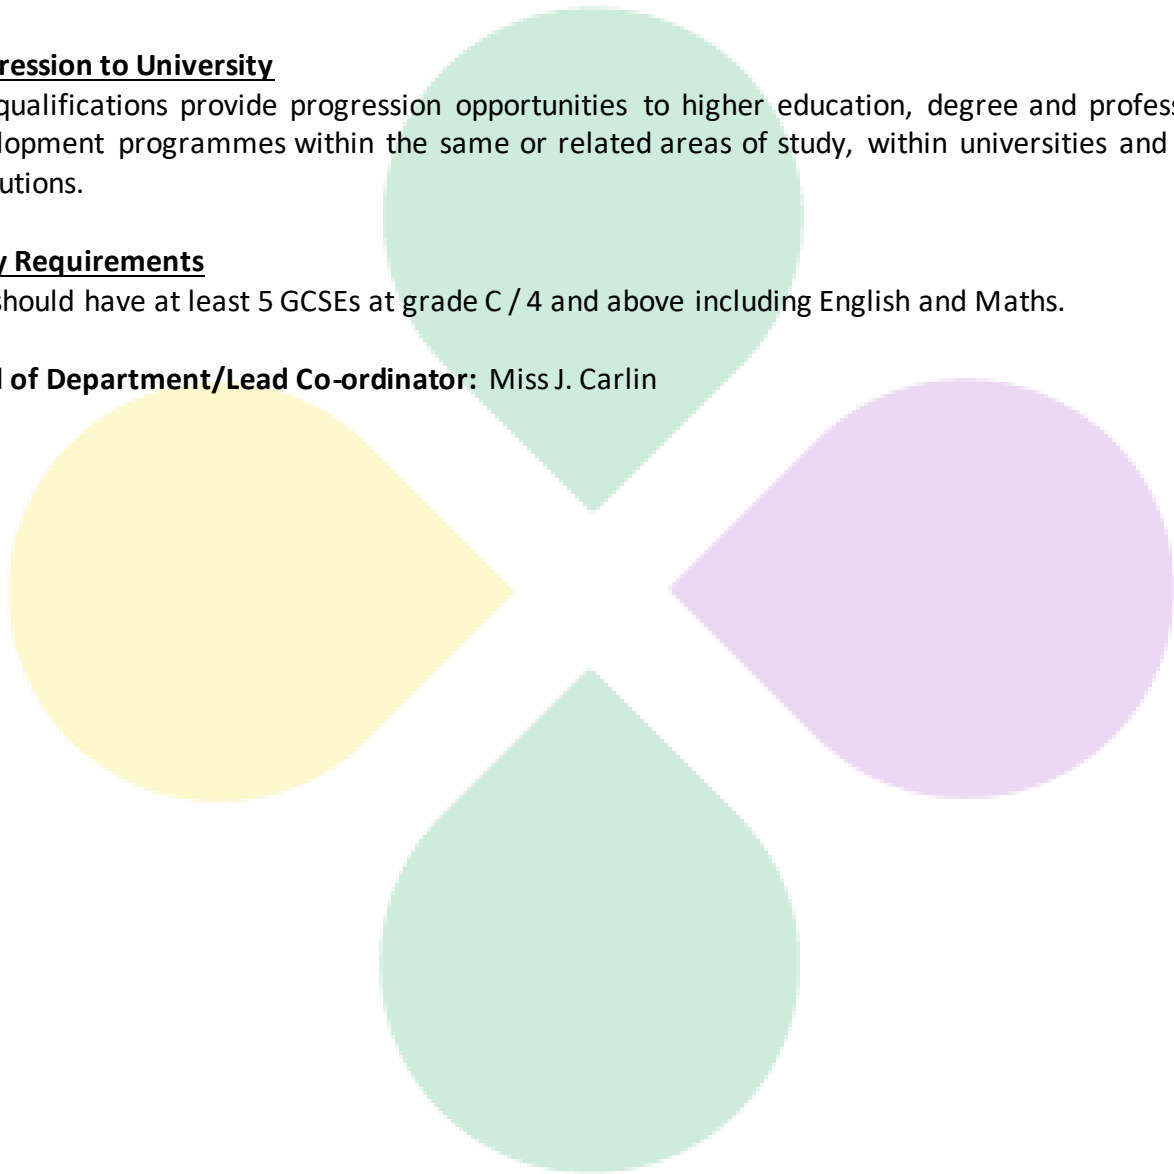 ression to University
qualifications provide progression opportunities to higher education, degree and profess
lopment programmes within the same or related areas of study, within universities and
utions.
y Requirements
should have at least 5 GCSEs at grade C / 4 and above including English and Maths.
l of Department/Lead Co-ordinator: Miss J. Carlin